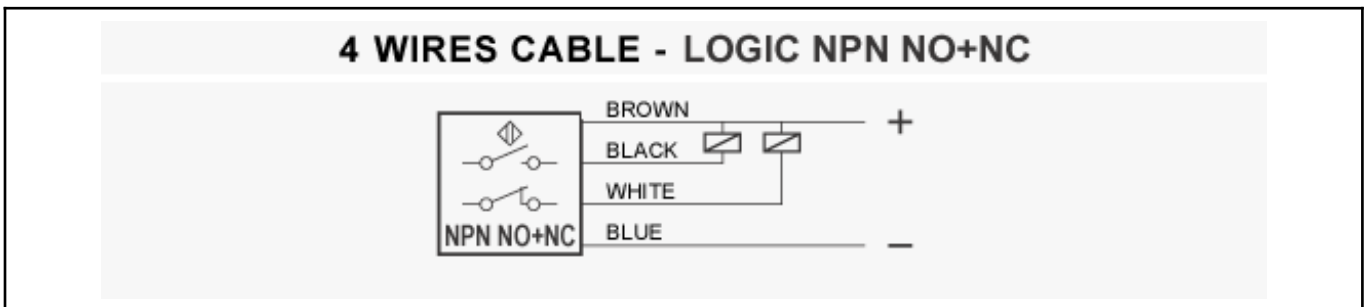 4 WIRES CABLE - LOGIC NPN NO+NC
BROWN
+
BLACK
WHITE
NPN NO+NC
BLUE
−